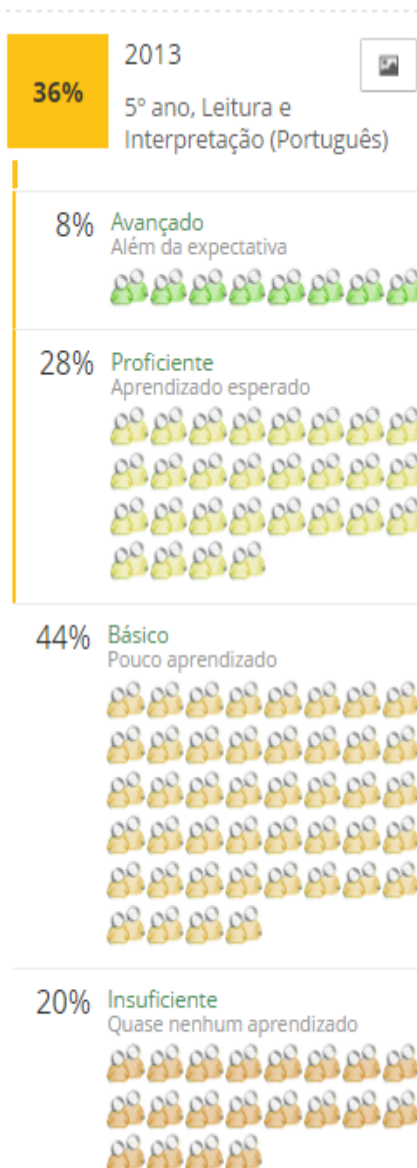 36%
2013
5º ano, Leitura e
Interpretação (Português)
8% Avançado
Além da expectativa
28% Proficiente
Aprendizado esperado
44% Básico
Pouco aprendizado
20% Insuficiente
Quase nenhum aprendizado